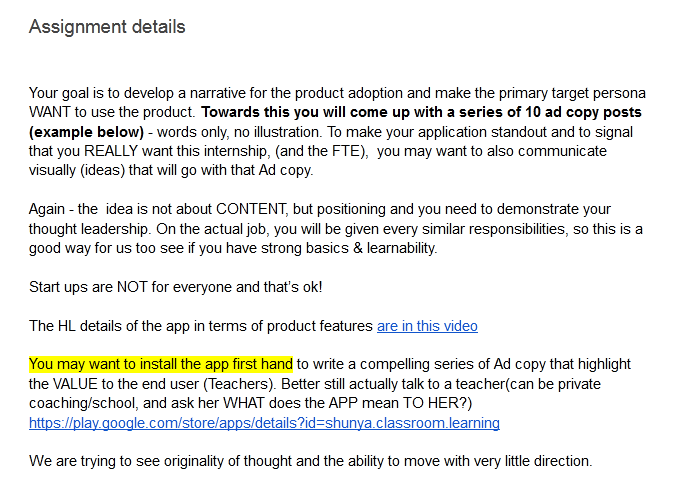 Assignment details
Your goal is to develop a narrative for the product adoption and make the primary target persona
WANT to use the product. Towards this you will come up with a series of 10 ad copy posts
(example below) - words only, no illustration. To make your application standout and to signal
that you REALLY want this internship, (and the FTE),  you may want to also communicate
visually (ideas) that will go with that Ad copy.
Again - the  idea is not about CONTENT, but positioning and you need to demonstrate your
thought leadership. On the actual job, you will be given every similar responsibilities, so this is a
good way for us too see if you have strong basics & learnability.
Start ups are NOT for everyone and that's ok!
The HL details of the app in terms of product features are in this video
You may want to install the app first hand to write a compelling series of Ad copy that highlight
the VALUE to the end user (Teachers). Better still actually talk to a teacher(can be private
coaching/school, and ask her WHAT does the APP mean TO HER?)
https://play.google.com/store/apps/details?id=shunya.classroom.learning
We are trying to see originality of thought and the ability to move with very little direction.